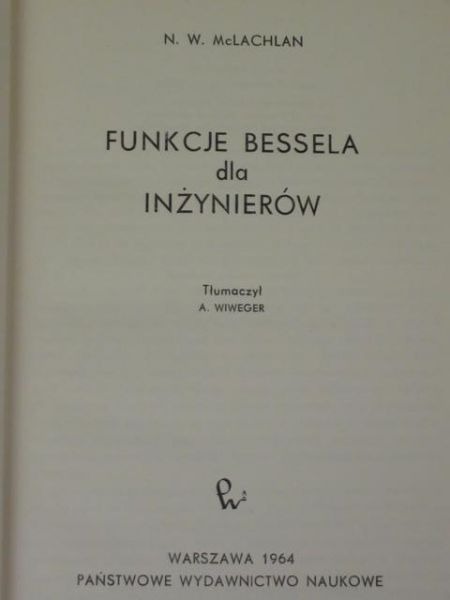 N. W. McLACHLAN
FUNKCJE BESSELA
dla
INŻYNIERÓW
Tłumaczył
A. WIWEGER
WARSZAWA 1964
PAŃSTWOWE WYDAWNICTWO NAUKOWE